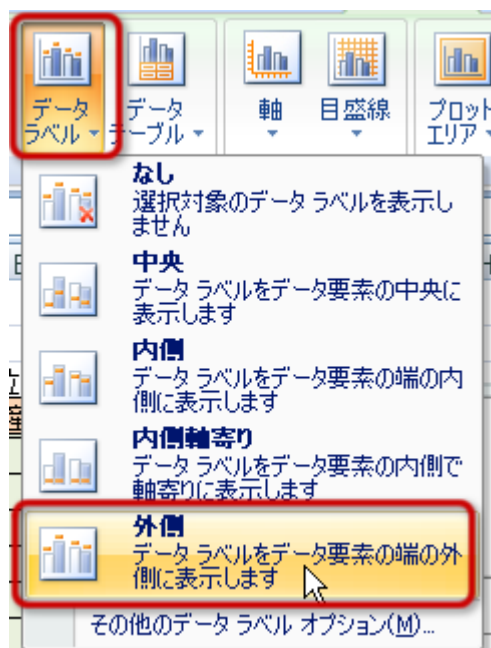 データ
ラベル
データ
テーブル
軸
目盛線
プロット
エリア
なし
選択対象のデータ ラベルを表示し
ません
中央
データ ラベルをデータ要素の中央に
表示します
内側
データ ラベルをデータ要素の端の内
側に表示します
内側軸寄り
データ ラベルをデータ要素の内側で
軸寄りに表示します
外側
データ ラベルをデータ要素の端の外
側に表示します
その他のデータ ラベル オプション(M)...